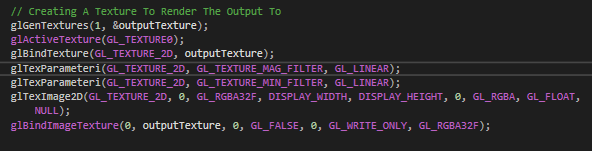 // Creating A Texture To Render The Output To
glGenTextures(1, &outputTexture);
glActiveTexture(GL_TEXTURE0);
glBindTexture(GL_TEXTURE_2D, outputTexture);
glTexParameteri(GL_TEXTURE_2D, GL_TEXTURE_MAG_FILTER, GL_LINEAR);
glTexParameteri(GL_TEXTURE_2D, GL_TEXTURE_MIN_FILTER, GL_LINEAR);
glTexImage2D(GL_TEXTURE_2D, 0, GL_RGBA32F, DISPLAY_WIDTH, DISPLAY_HEIGHT, 0, GL_RGBA, GL_FLOAT,
NULL);
glBindImageTexture(0, outputTexture, 0, GL_FALSE, 0, GL_WRITE_ONLY, GL_RGBA32F);